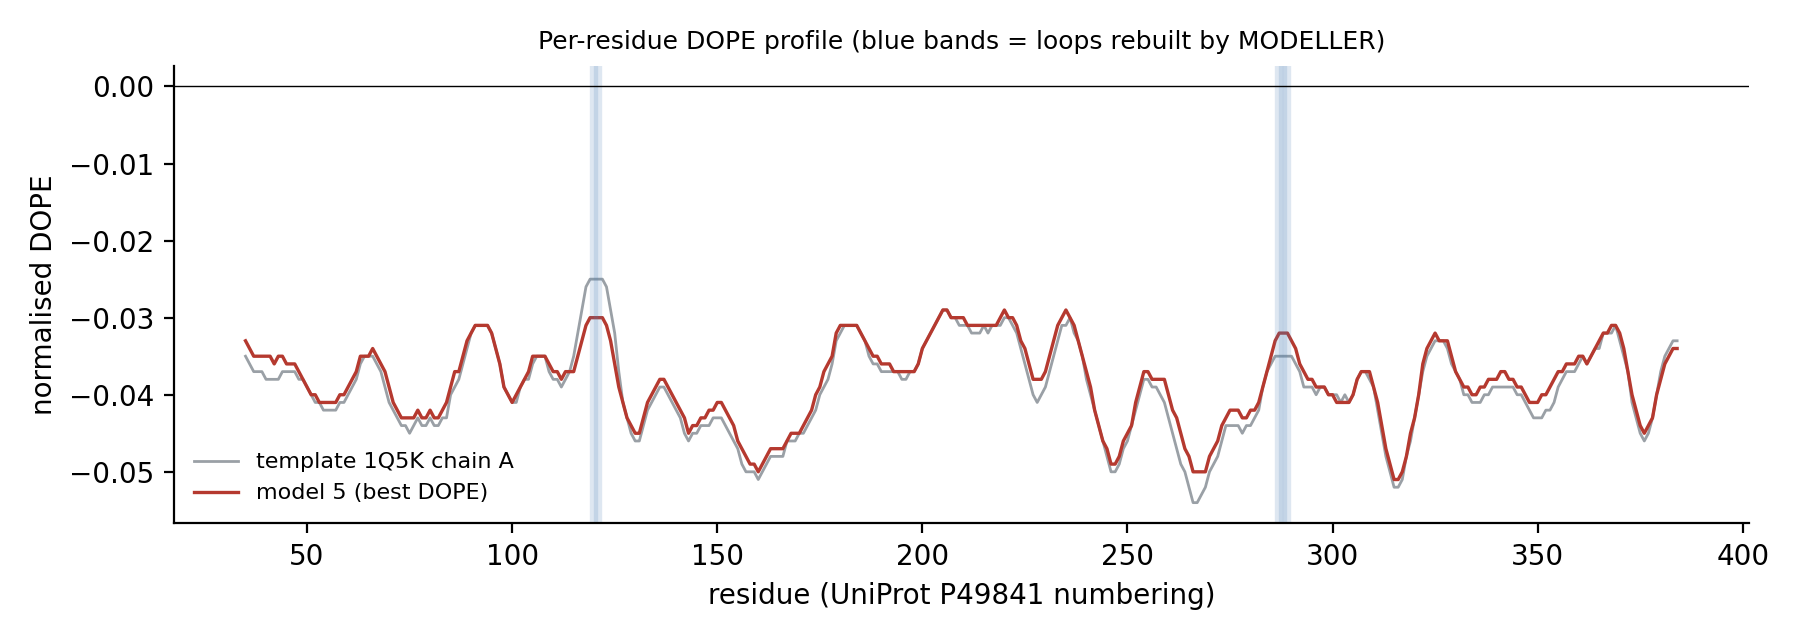 Per-residue DOPE profile (blue bands = loops rebuilt by MODELLER)
0.00
−0.01
−0.02
−0.03
−0.04
−0.05
normalised DOPE
template 1Q5K chain A
model 5 (best DOPE)
50 100 150 200 250 300 350 400
residue (UniProt P49841 numbering)